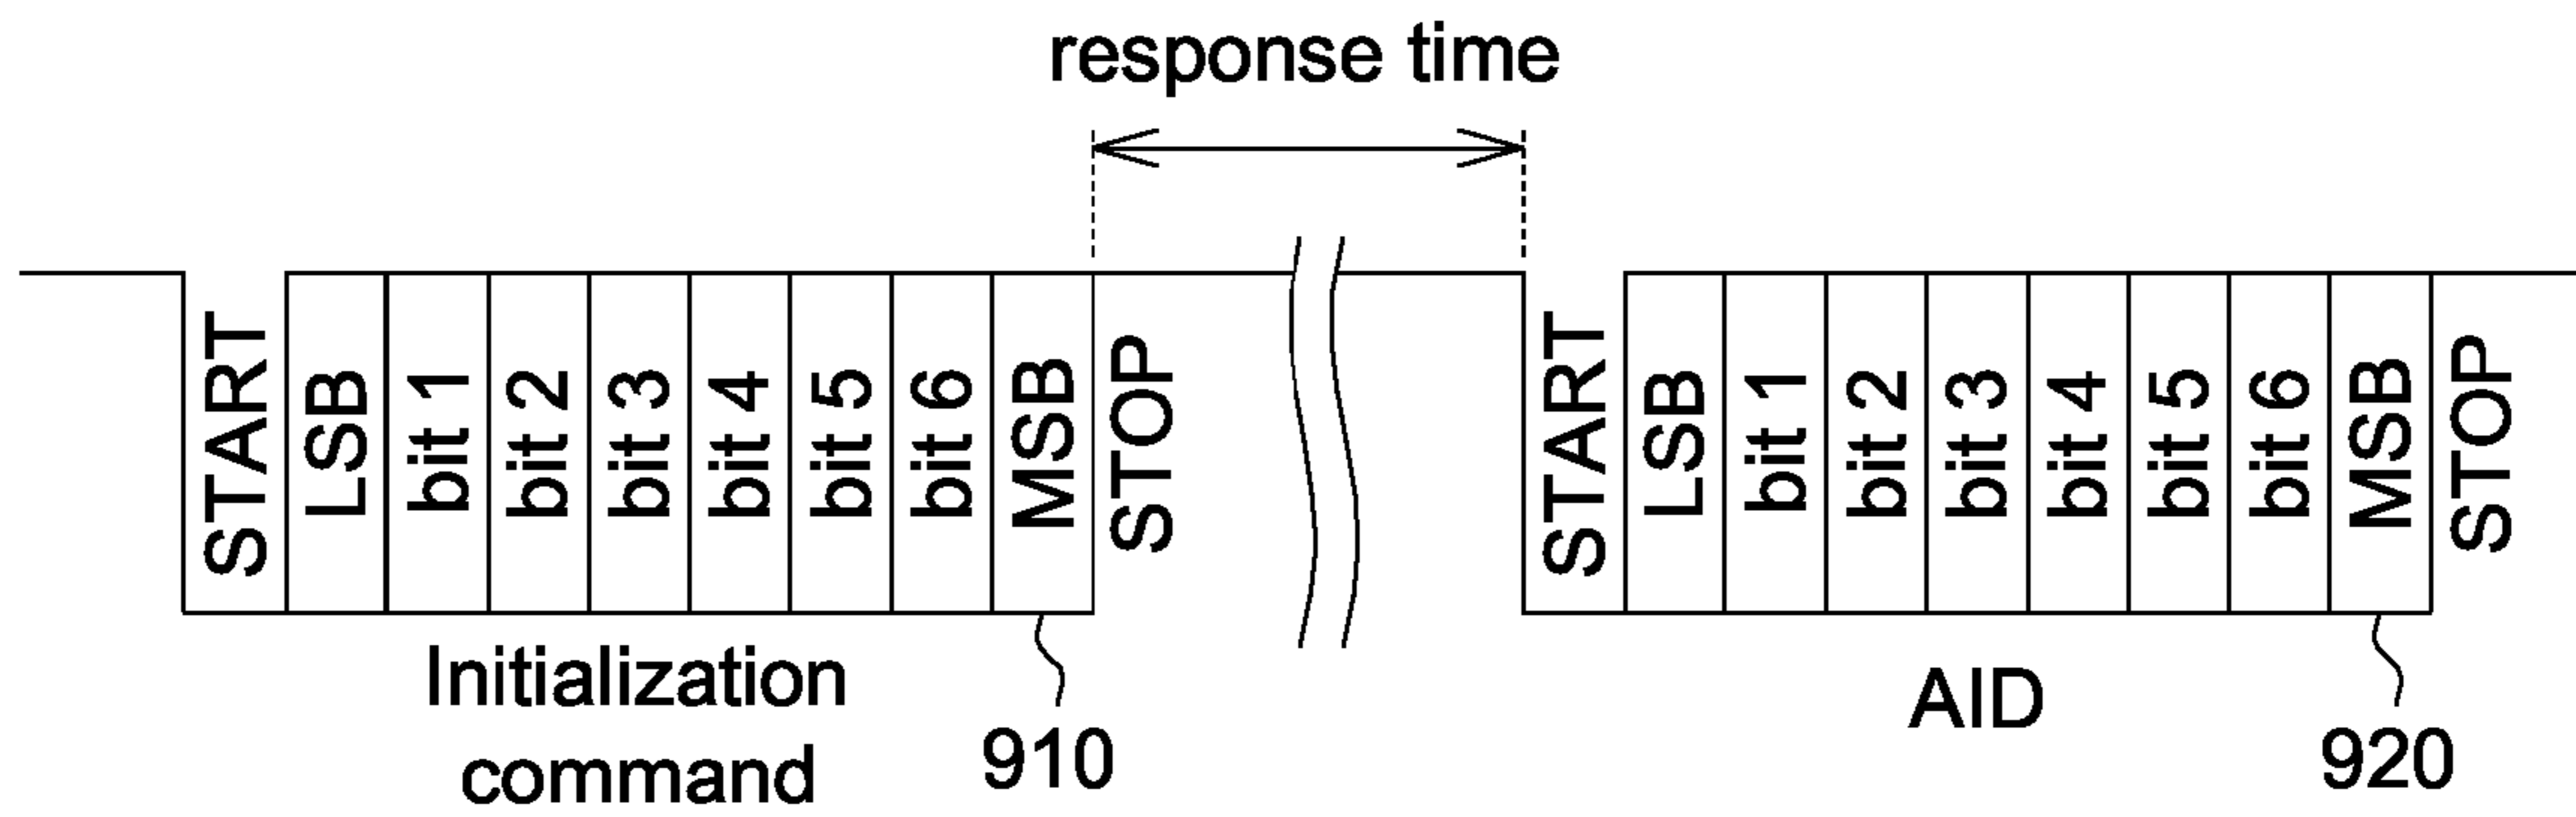 response time
START
LSB
bit 1
bit 2
bit 3
bit 4
bit 5
bit 6
MSB
STOP
START
LSB
bit 1
bit 2
bit 3
bit 4
bit 5
bit 6
MSB
STOP
Initialization
command
910
AID
920